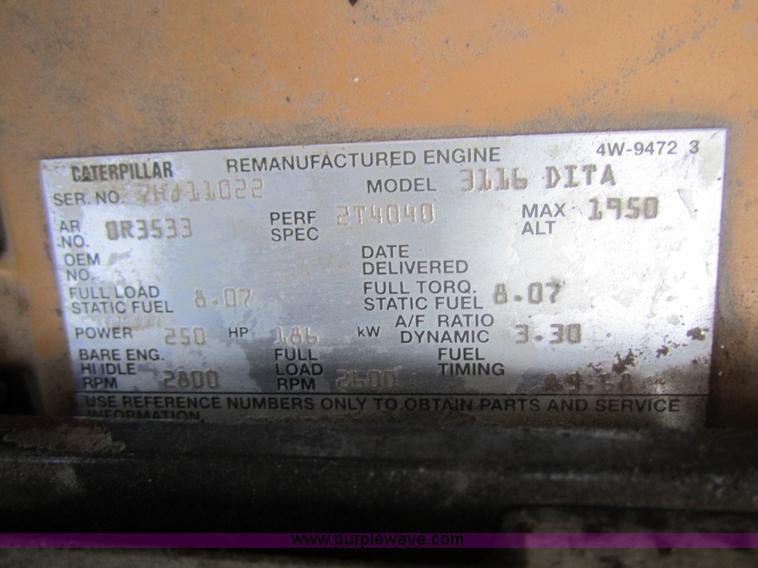 CATERPILLAR REMANUFACTURED ENGINE 4W-9472 3
SER. NO. 7HJ11022 MODEL 3116 DITA
AR NO. 0R3533 PERF SPEC 2T4040 MAX ALT 1950
OEM NO. DATE DELIVERED
FULL LOAD STATIC FUEL 8.07 FULL TORQ. STATIC FUEL 8.07
POWER 250 HP 186 kW A/F RATIO DYNAMIC 3.30
BARE ENG. HI IDLE RPM 2800 FULL LOAD RPM 2600 FUEL TIMING
USE REFERENCE NUMBERS ONLY TO OBTAIN PARTS AND SERVICE
INFORMATION.
www.purplewave.com